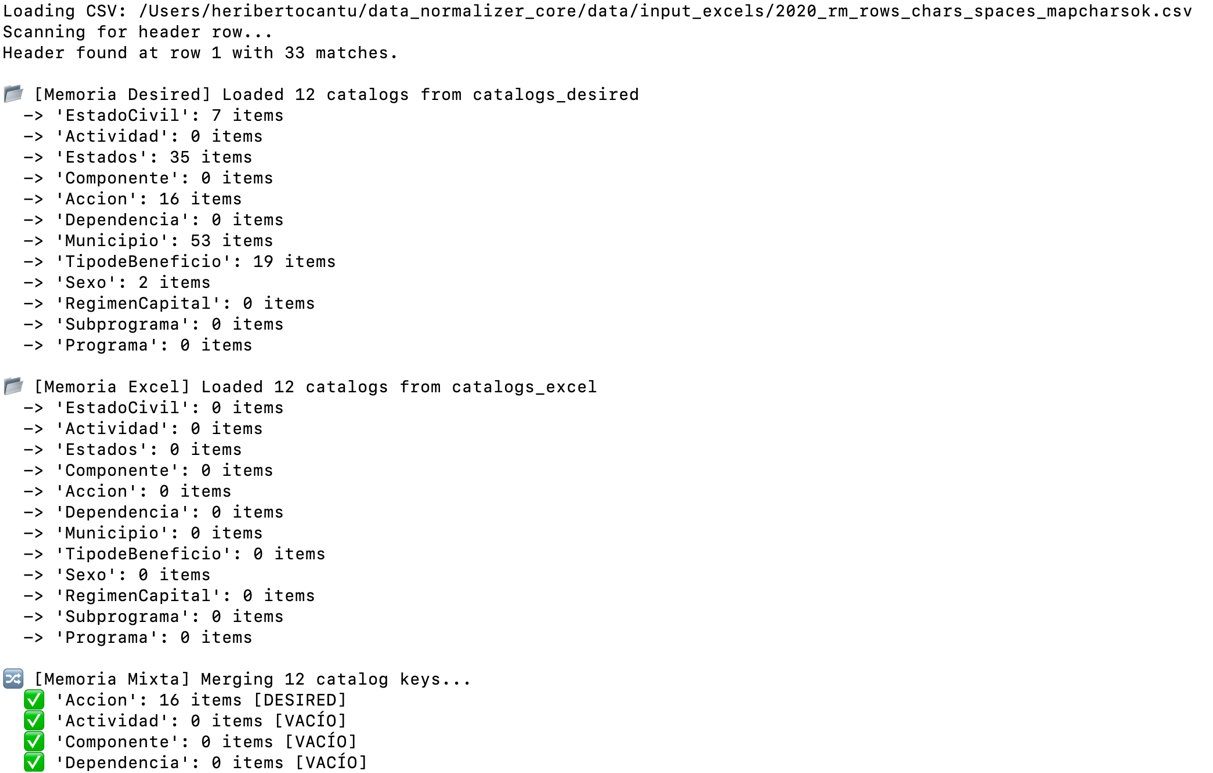 Loading CSV: /Users/heribertocantu/data_normalizer_core/data/input_excels/2020_rm_rows_chars_spaces_mapcharsok.csv
Scanning for header row...
Header found at row 1 with 33 matches.
[Memoria Desired] Loaded 12 catalogs from catalogs_desired
–> 'EstadoCivil': 7 items
–> 'Actividad': 0 items
–> 'Estados': 35 items
–> 'Componente': 0 items
–> 'Accion': 16 items
–> 'Dependencia': 0 items
–> 'Municipio': 53 items
–> 'TipodeBeneficio': 19 items
–> 'Sexo': 2 items
–> 'RegimenCapital': 0 items
–> 'Subprograma': 0 items
–> 'Programa': 0 items
[Memoria Excel] Loaded 12 catalogs from catalogs_excel
–> 'EstadoCivil': 0 items
–> 'Actividad': 0 items
–> 'Estados': 0 items
–> 'Componente': 0 items
–> 'Accion': 0 items
–> 'Dependencia': 0 items
–> 'Municipio': 0 items
–> 'TipodeBeneficio': 0 items
–> 'Sexo': 0 items
–> 'RegimenCapital': 0 items
–> 'Subprograma': 0 items
–> 'Programa': 0 items
[Memoria Mixta] Merging 12 catalog keys...
'Accion': 16 items [DESIRED]
'Actividad': 0 items [VACÍO]
'Componente': 0 items [VACÍO]
'Dependencia': 0 items [VACÍO]